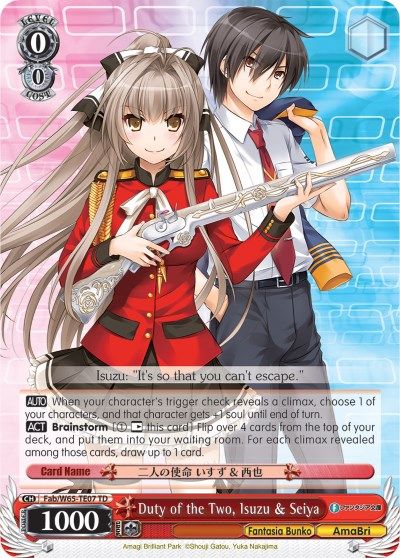 LEVEL
0
0
COST
Isuzu: "It's so that you can't escape."
AUTO When your character's trigger check reveals a climax, choose 1 of
your characters, and that character gets +1 soul until end of turn.
ACT Brainstorm [① this card] Flip over 4 cards from the top of your
deck, and put them into your waiting room. For each climax revealed
among those cards, draw up to 1 card.
Card Name 二人の使命 いすず&西也
CH Fab/W65-TE07 TD
POWER 1000
Duty of the Two, Isuzu & Seiya
Fantasia Bunko
AmaBri
Amagi Brilliant Park ©Shouji Gatou, Yuka Nakajima